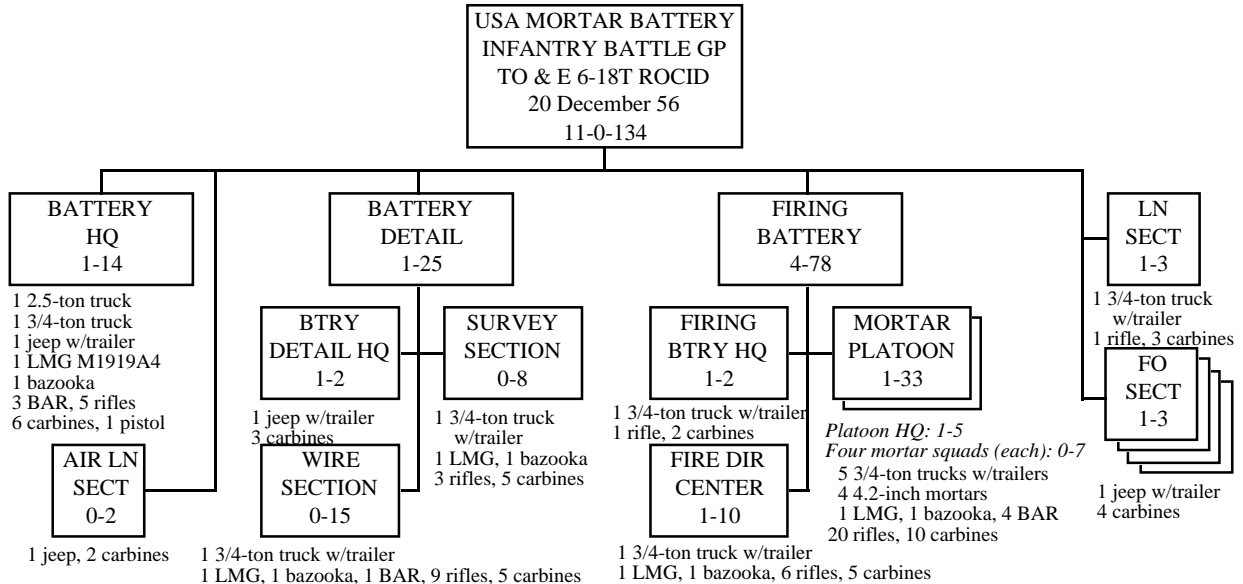 USA MORTAR BATTERY
INFANTRY BATTLE GP
TO & E 6-18T ROCID
20 December 56
11-0-134
BATTERY
HQ
1-14
1 2.5-ton truck
1 3/4-ton truck
1 jeep w/trailer
1 LMG M1919A4
1 bazooka
3 BAR, 5 rifles
6 carbines, 1 pistol
AIR LN
SECT
0-2
1 jeep, 2 carbines
BATTERY
DETAIL
1-25
BTRY
DETAIL HQ
1-2
1 jeep w/trailer
3 carbines
SURVEY
SECTION
0-8
1 3/4-ton truck
w/trailer
1 LMG, 1 bazooka
3 rifles, 5 carbines
WIRE
SECTION
0-15
1 3/4-ton truck w/trailer
1 LMG, 1 bazooka, 1 BAR, 9 rifles, 5 carbines
FIRING
BATTERY
4-78
FIRING
BTRY HQ
1-2
1 3/4-ton truck w/trailer
1 rifle, 2 carbines
MORTAR
PLATOON
1-33
Platoon HQ: 1-5
Four mortar squads (each): 0-7
5 3/4-ton trucks w/trailers
4 4.2-inch mortars
1 LMG, 1 bazooka, 4 BAR
20 rifles, 10 carbines
FIRE DIR
CENTER
1-10
1 3/4-ton truck w/trailer
1 LMG, 1 bazooka, 6 rifles, 5 carbines
LN
SECT
1-3
1 3/4-ton truck
w/trailer
1 rifle, 3 carbines
FO
SECT
1-3
1 jeep w/trailer
4 carbines